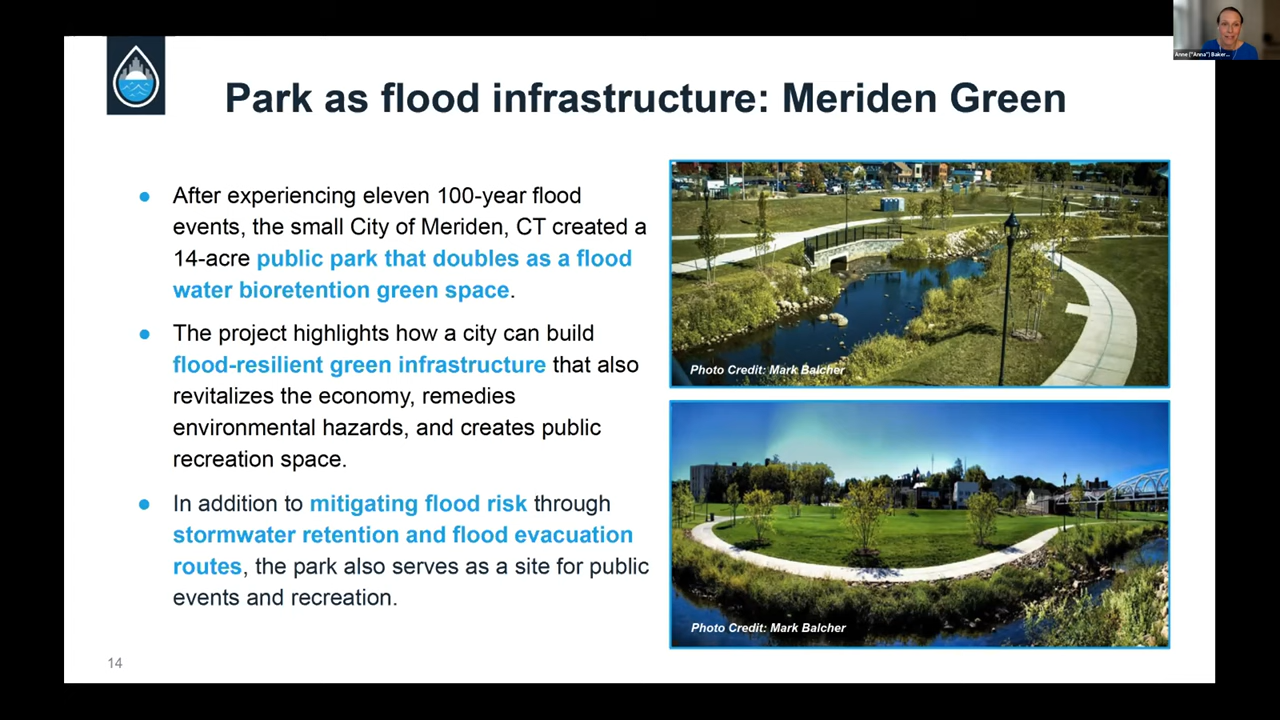 Anne ("Anna") Baker...
Park as flood infrastructure: Meriden Green
● After experiencing eleven 100-year flood
events, the small City of Meriden, CT created a
14-acre public park that doubles as a flood
water bioretention green space.
● The project highlights how a city can build
flood-resilient green infrastructure that also
revitalizes the economy, remedies
environmental hazards, and creates public
recreation space.
● In addition to mitigating flood risk through
stormwater retention and flood evacuation
routes, the park also serves as a site for public
events and recreation.
Photo Credit: Mark Balcher
Photo Credit: Mark Balcher
14